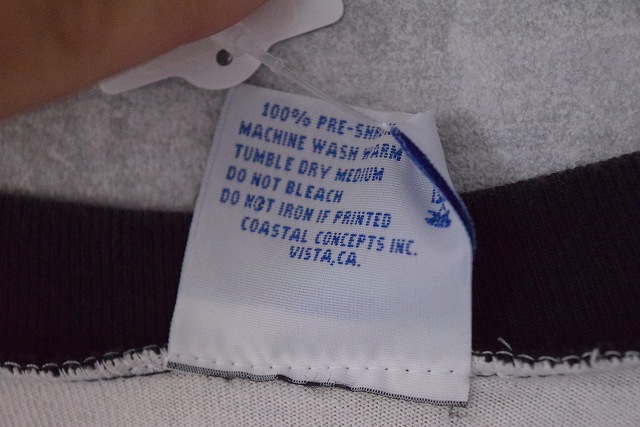 100% PRE-SHRUNK
MACHINE WASH WARM
TUMBLE DRY MEDIUM
DO NOT BLEACH
DO NOT IRON IF PRINTED
COASTAL CONCEPTS INC.
VISTA, CA.